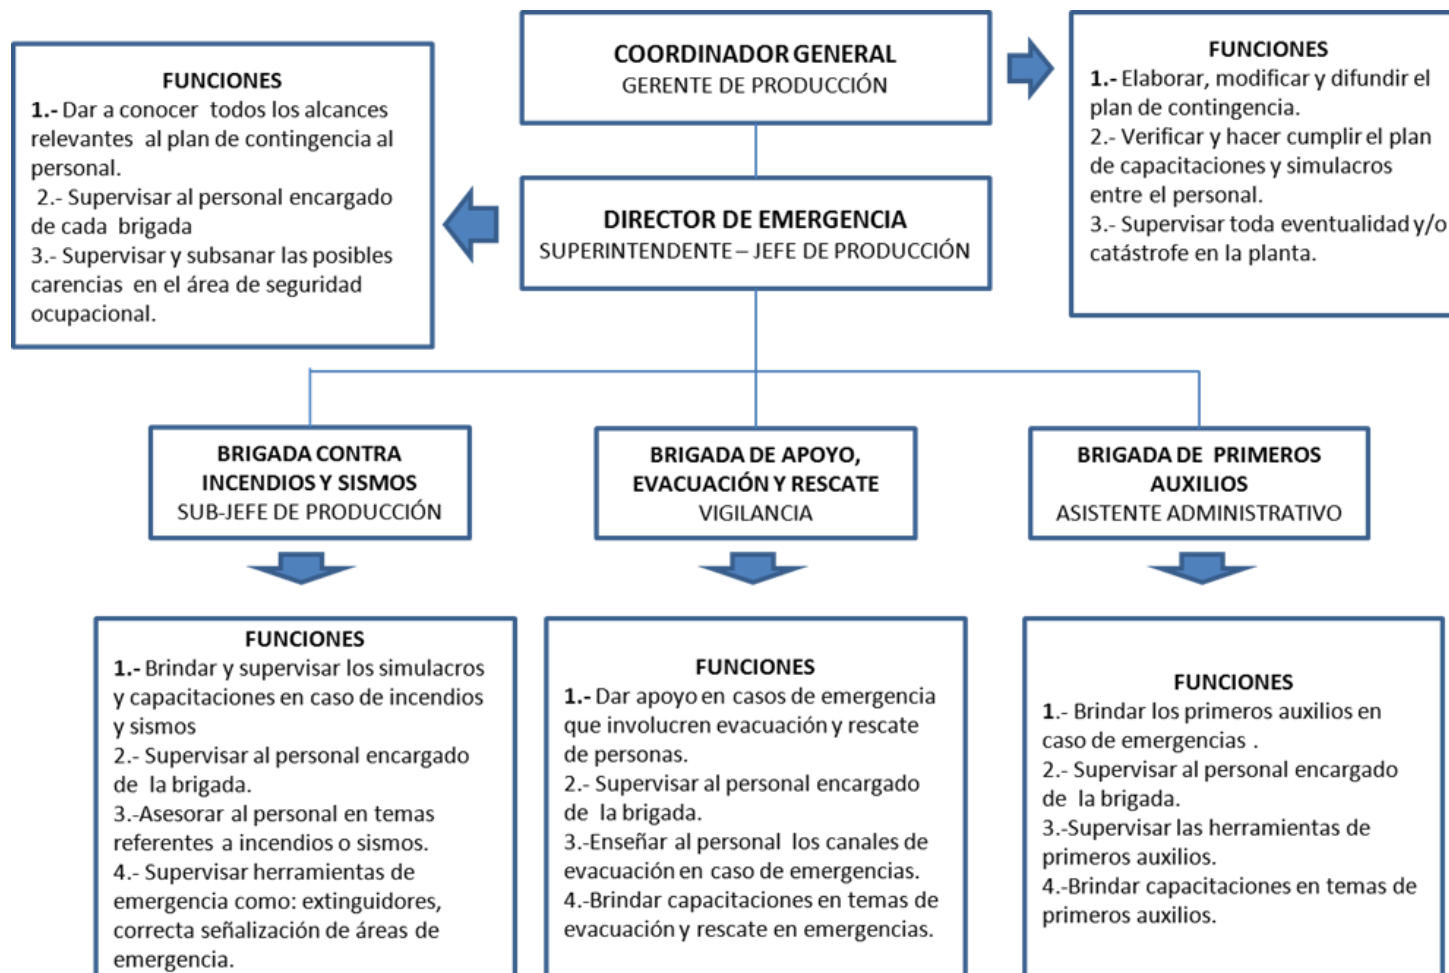 COORDINADOR GENERAL
GERENTE DE PRODUCCIÓN
FUNCIONES
1.- Elaborar, modificar y difundir el
plan de contingencia.
2.- Verificar y hacer cumplir el plan
de capacitaciones y simulacros
entre el personal.
3.- Supervisar toda eventualidad y/o
catástrofe en la planta.
FUNCIONES
1.- Dar a conocer todos los alcances
relevantes al plan de contingencia al
personal.
2.- Supervisar al personal encargado
de cada brigada
3.- Supervisar y subsanar las posibles
carencias en el área de seguridad
ocupacional.
DIRECTOR DE EMERGENCIA
SUPERINTENDENTE – JEFE DE PRODUCCIÓN
BRIGADA CONTRA
INCENDIOS Y SISMOS
SUB-JEFE DE PRODUCCIÓN
BRIGADA DE APOYO,
EVACUACIÓN Y RESCATE
VIGILANCIA
BRIGADA DE PRIMEROS
AUXILIOS
ASISTENTE ADMINISTRATIVO
FUNCIONES
1.- Brindar y supervisar los simulacros
y capacitaciones en caso de incendios
y sismos
2.- Supervisar al personal encargado
de la brigada.
3.-Asesorar al personal en temas
referentes a incendios o sismos.
4.- Supervisar herramientas de
emergencia como: extinguidores,
correcta señalización de áreas de
emergencia.
FUNCIONES
1.- Dar apoyo en casos de emergencia
que involucren evacuación y rescate
de personas.
2.- Supervisar al personal encargado
de la brigada.
3.-Enseñar al personal los canales de
evacuación en caso de emergencias.
4.-Brindar capacitaciones en temas de
evacuación y rescate en emergencias.
FUNCIONES
1.- Brindar los primeros auxilios en
caso de emergencias .
2.- Supervisar al personal encargado
de la brigada.
3.-Supervisar las herramientas de
primeros auxilios.
4.-Brindar capacitaciones en temas de
primeros auxilios.